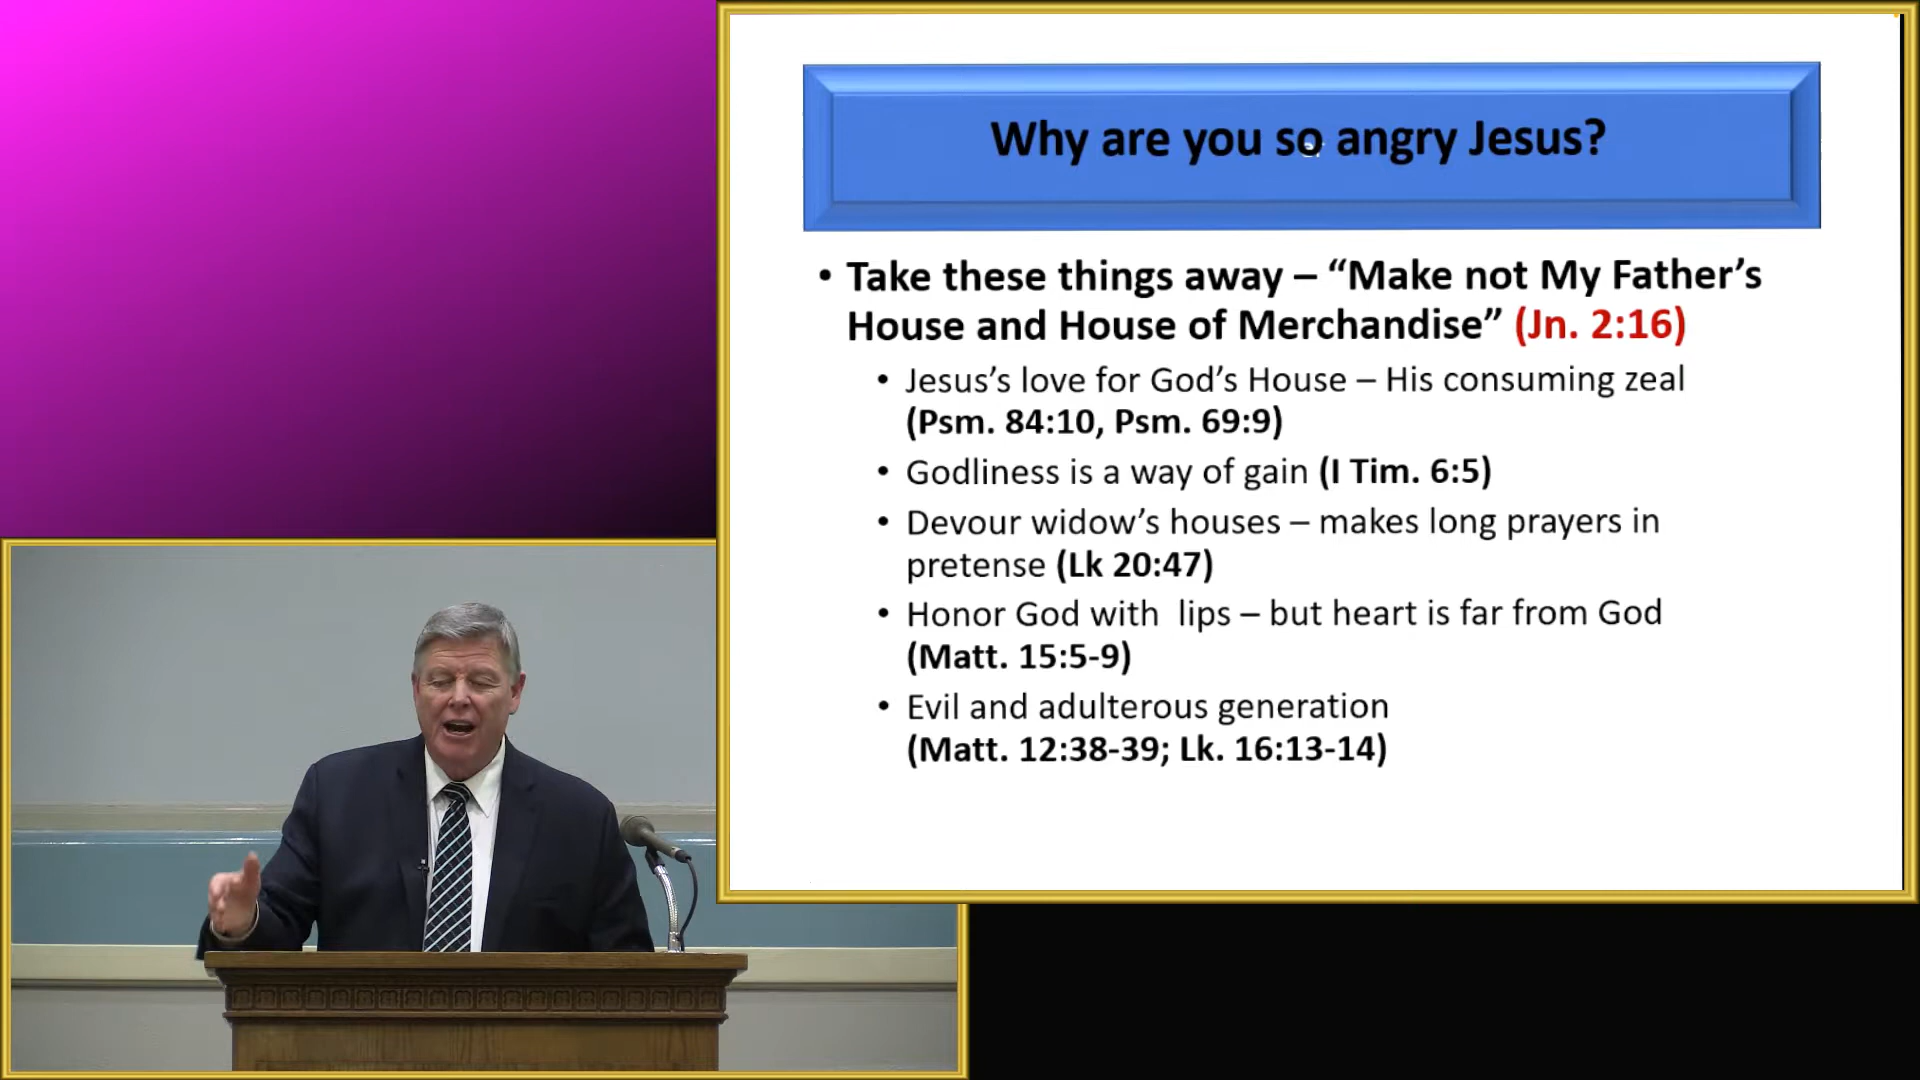 Why are you so angry Jesus?
• Take these things away – “Make not My Father’s
House and House of Merchandise” (Jn. 2:16)
• Jesus’s love for God’s House – His consuming zeal
(Psm. 84:10, Psm. 69:9)
• Godliness is a way of gain (I Tim. 6:5)
• Devour widow’s houses – makes long prayers in
pretense (Lk 20:47)
• Honor God with lips – but heart is far from God
(Matt. 15:5-9)
• Evil and adulterous generation
(Matt. 12:38-39; Lk. 16:13-14)